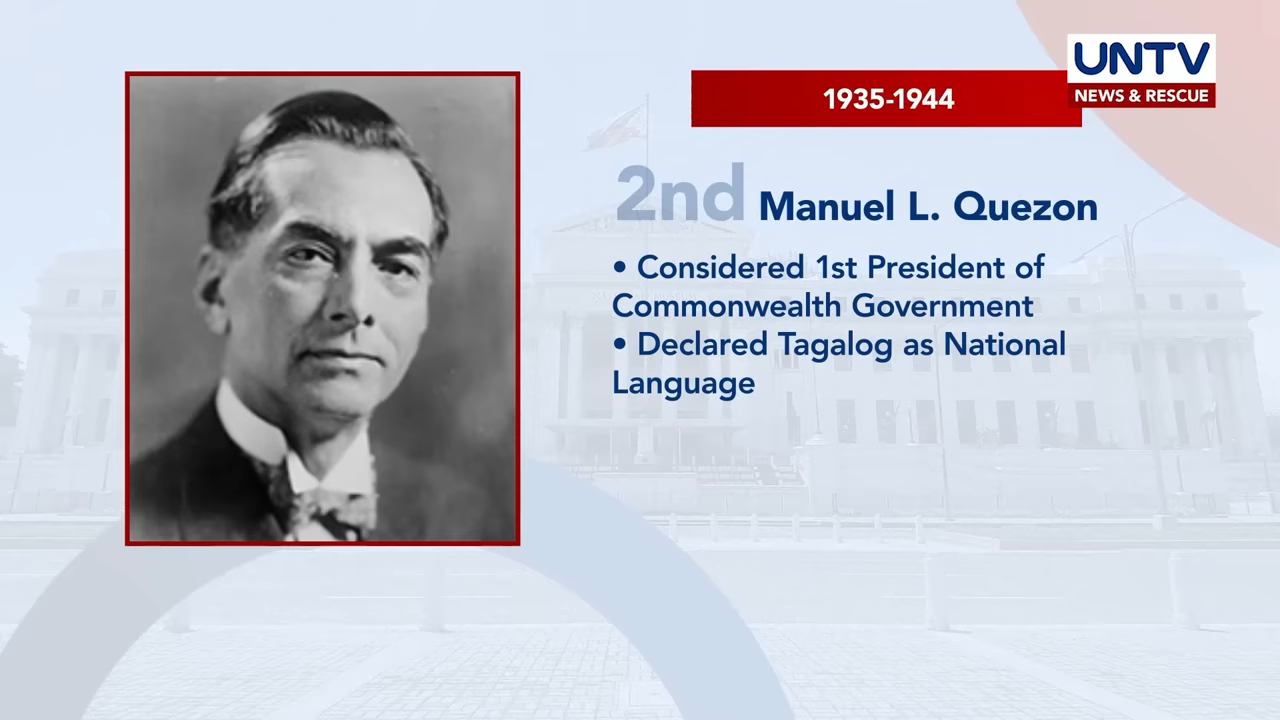 UNTV
NEWS & RESCUE
1935-1944
2nd Manuel L. Quezon
• Considered 1st President of
Commonwealth Government
• Declared Tagalog as National
Language